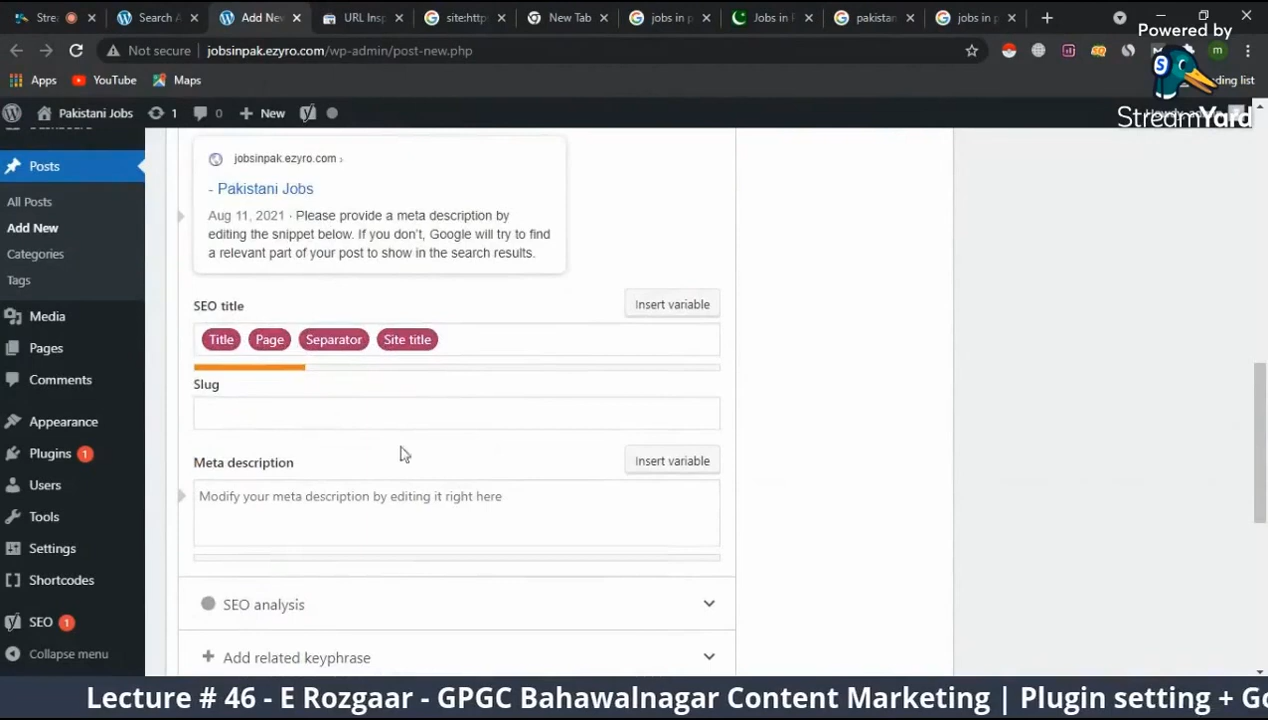 Powered by
StreamYard
Stre
Search A
Add Nev
URL Insp
site:http
New Tab
jobs in p
Jobs in
pakistan
jobs in p
Not secure
jobsinpak.ezyro.com/wp-admin/post-new.php
m
Apps
YouTube
Maps
ding list
Pakistani Jobs
1
0
New
Posts
All Posts
Add New
Categories
Tags
Media
Pages
Comments
Appearance
Plugins 1
Users
Tools
Settings
Shortcodes
SEO 1
Collapse menu
jobsinpak.ezyro.com ›
- Pakistani Jobs
Aug 11, 2021 · Please provide a meta description by
editing the snippet below. If you don't, Google will try to find
a relevant part of your post to show in the search results.
SEO title
Insert variable
Title Page Separator Site title
Slug
Meta description
Insert variable
Modify your meta description by editing it right here
SEO analysis
Add related keyphrase
Lecture # 46 - E Rozgaar - GPGC Bahawalnagar Content Marketing | Plugin setting + Go